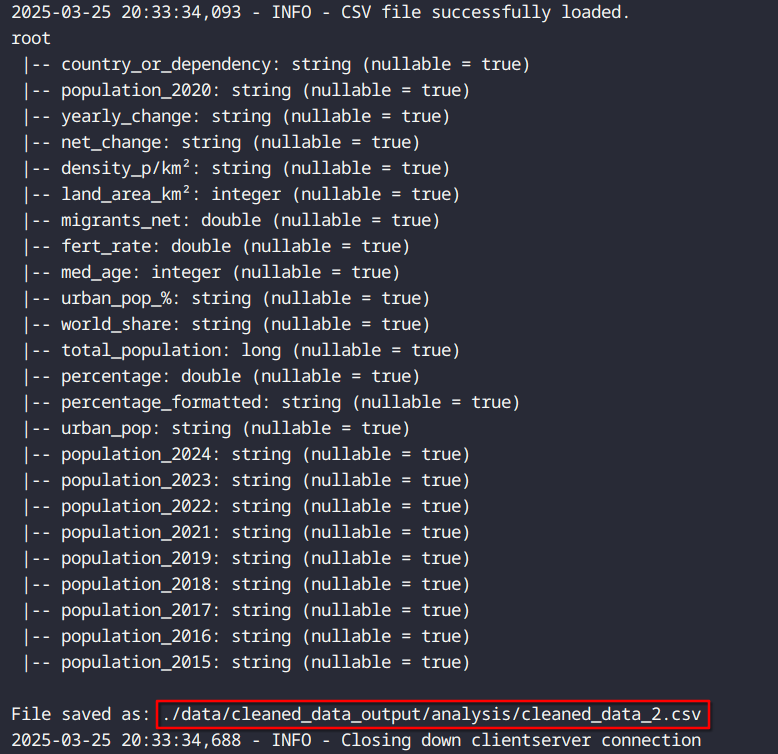 2025-03-25 20:33:34,093 - INFO - CSV file successfully loaded.
root
 |-- country_or_dependency: string (nullable = true)
 |-- population_2020: string (nullable = true)
 |-- yearly_change: string (nullable = true)
 |-- net_change: string (nullable = true)
 |-- density_p/km²: string (nullable = true)
 |-- land_area_km²: integer (nullable = true)
 |-- migrants_net: double (nullable = true)
 |-- fert_rate: double (nullable = true)
 |-- med_age: integer (nullable = true)
 |-- urban_pop_%: string (nullable = true)
 |-- world_share: string (nullable = true)
 |-- total_population: long (nullable = true)
 |-- percentage: double (nullable = true)
 |-- percentage_formatted: string (nullable = true)
 |-- urban_pop: string (nullable = true)
 |-- population_2024: string (nullable = true)
 |-- population_2023: string (nullable = true)
 |-- population_2022: string (nullable = true)
 |-- population_2021: string (nullable = true)
 |-- population_2019: string (nullable = true)
 |-- population_2018: string (nullable = true)
 |-- population_2017: string (nullable = true)
 |-- population_2016: string (nullable = true)
 |-- population_2015: string (nullable = true)

File saved as: ./data/cleaned_data_output/analysis/cleaned_data_2.csv
2025-03-25 20:33:34,688 - INFO - Closing down clientserver connection